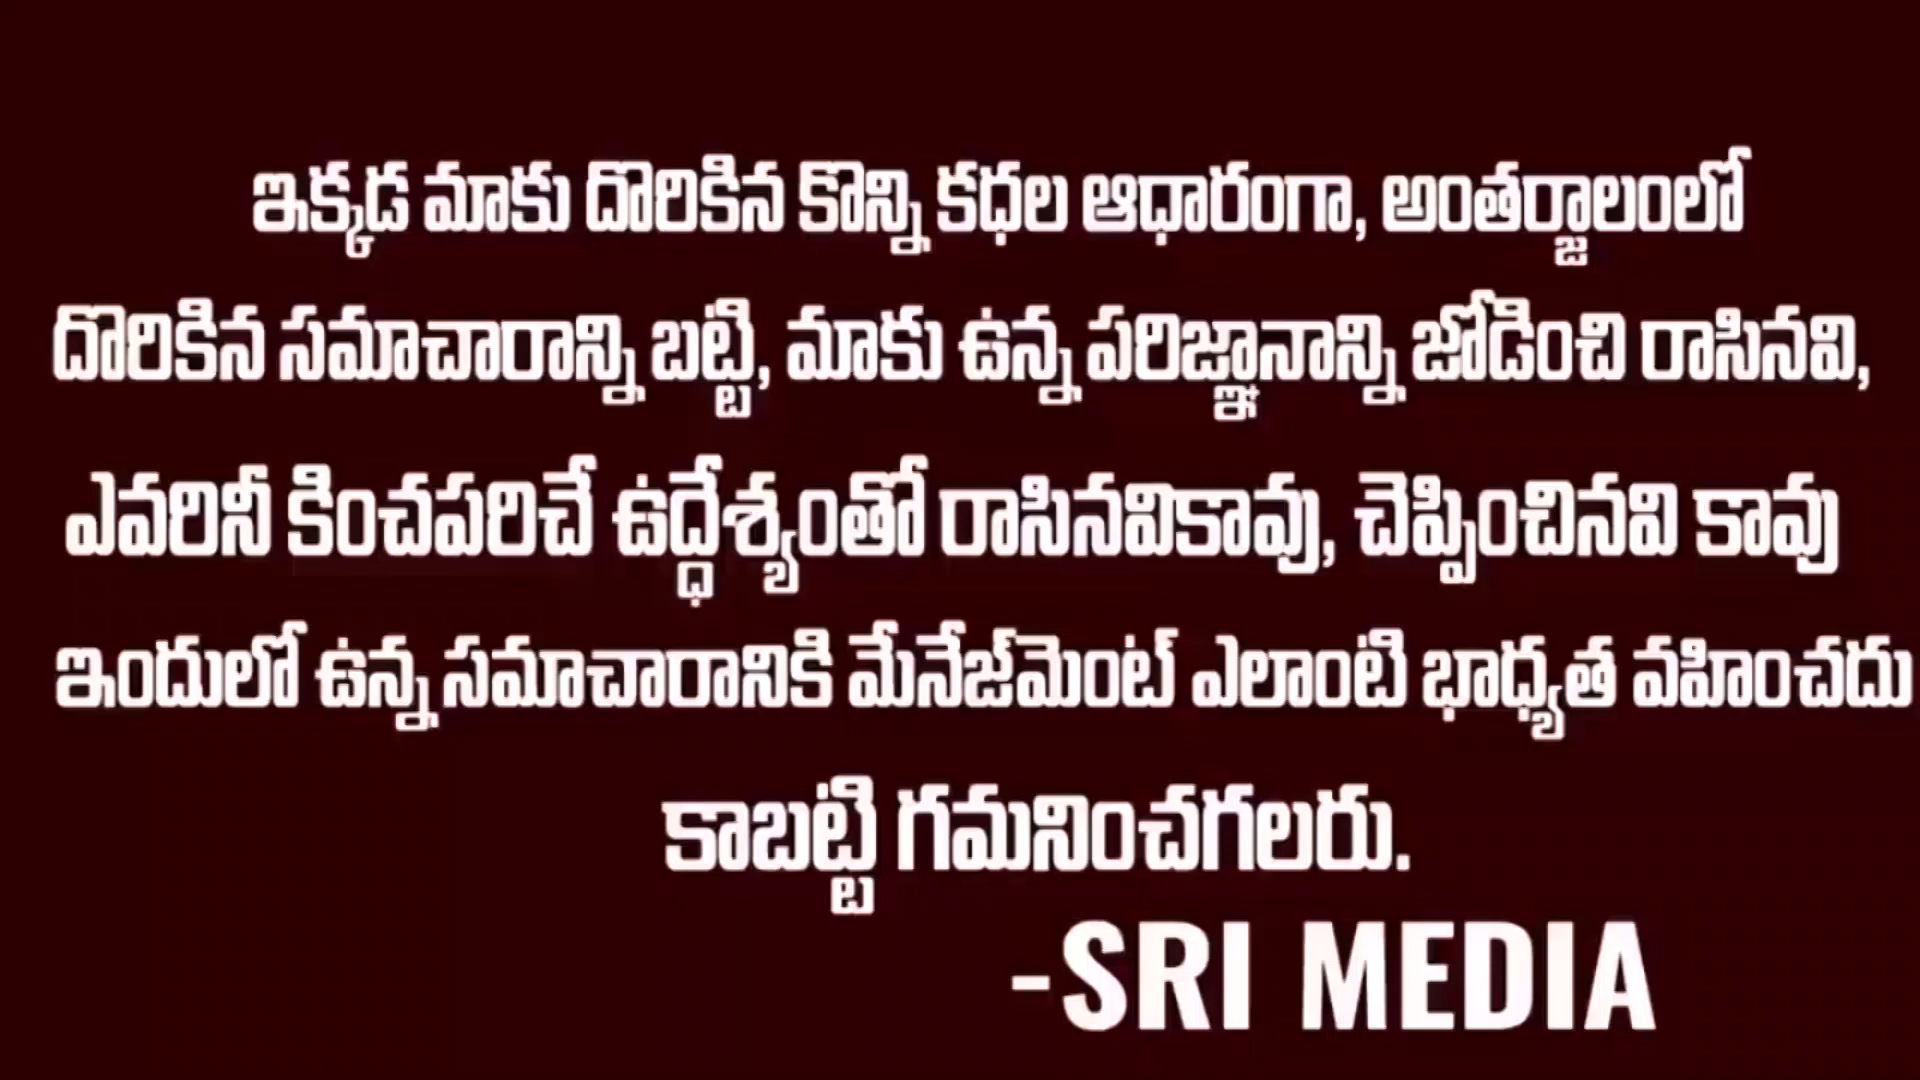 ఇక్కడ మాకు దొరికిన కొన్ని కధల ఆధారంగా, అంతర్జాలంలో
దొరికిన సమాచారాన్ని బట్టి, మాకు ఉన్న పరిజ్ఞానాన్ని జోడించి రాసినవి,
ఎవరినీ కించపరిచే ఉద్ధేశ్యంతో రాసినవికావు, చెప్పించినవి కావు
ఇందులో ఉన్న సమాచారానికి మేనేజ్‌మెంట్ ఎలాంటి భాధ్యత వహించదు
కాబట్టి గమనించగలరు.
-SRI MEDIA